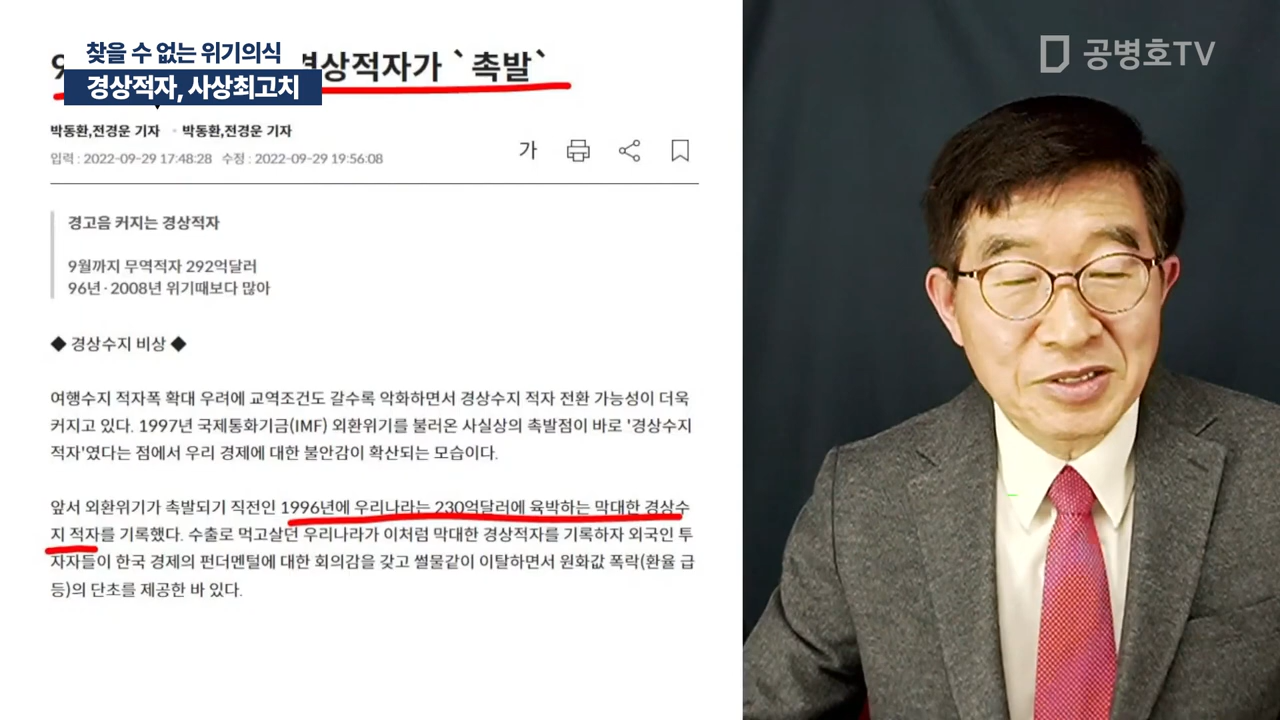 찾을 수 없는 위기의식
경상적자, 사상최고치
경상적자가 `촉발`
박동환,전경운 기자 박동환,전경운 기자
입력 : 2022-09-29 17:48:28 수정 : 2022-09-29 19:56:08
가
경고음 커지는 경상적자
9월까지 무역적자 292억달러
96년·2008년 위기때보다 많아
◆ 경상수지 비상 ◆
여행수지 적자폭 확대 우려에 교역조건도 갈수록 악화하면서 경상수지 적자 전환 가능성이 더욱
커지고 있다. 1997년 국제통화기금(IMF) 외환위기를 불러온 사실상의 촉발점이 바로 '경상수지
적자'였다는 점에서 우리 경제에 대한 불안감이 확산되는 모습이다.
앞서 외환위기가 촉발되기 직전인 1996년에 우리나라는 230억달러에 육박하는 막대한 경상수
지 적자를 기록했다. 수출로 먹고살던 우리나라가 이처럼 막대한 경상적자를 기록하자 외국인 투
자자들이 한국 경제의 펀더멘털에 대한 회의감을 갖고 썰물같이 이탈하면서 원화값 폭락(환율 급
등)의 단초를 제공한 바 있다.
공병호TV